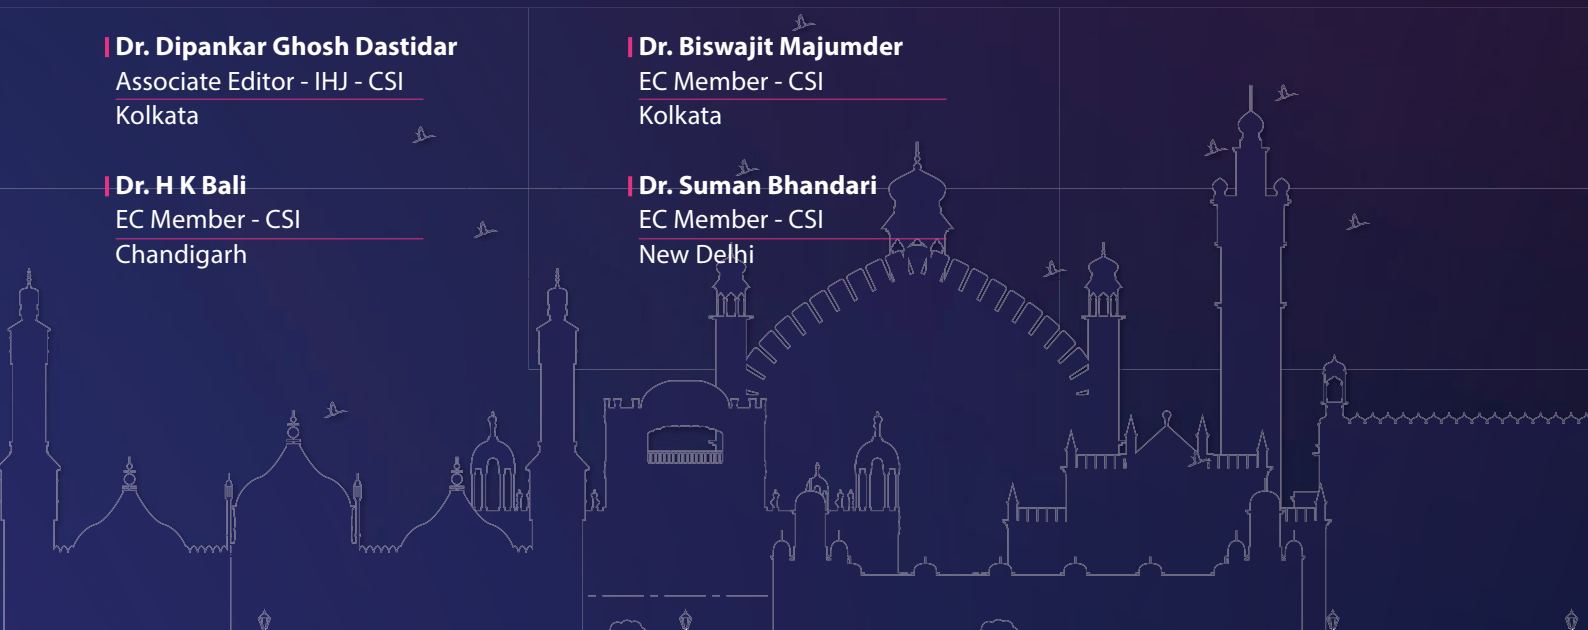 Dr. Dipankar Ghosh Dastidar
Associate Editor - IHJ - CSI
Kolkata
Dr. Biswajit Majumder
EC Member - CSI
Kolkata
Dr. H K Bali
EC Member - CSI
Chandigarh
Dr. Suman Bhandari
EC Member - CSI
New Delhi